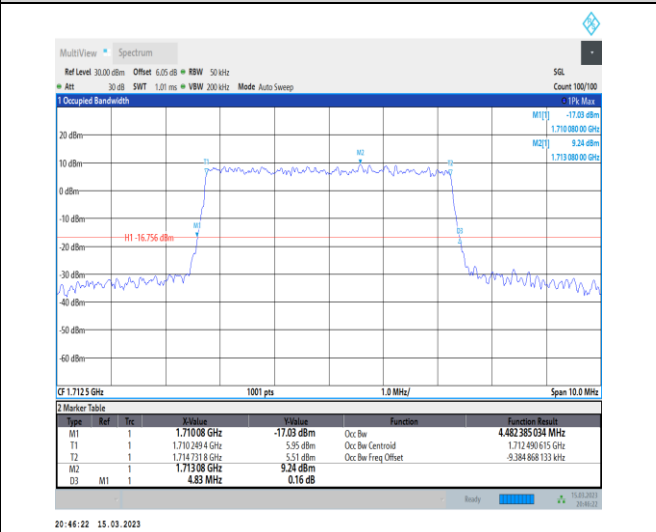 MultiView Spectrum
Ref Level 30.00 dBm Offset 6.05 dB RBW 50 kHz SGL
Att 30 dB SWT 1.01 ms VBW 200 kHz Mode Auto Sweep Count 100/100
1 Occupied Bandwidth 1Pk Max
M1[1] -17.03 dBm
1.710 080 00 GHz
M2[1] 9.24 dBm
1.713 080 00 GHz
20 dBm
M2
T1 T2
10 dBm
0 dBm
-10 dBm
M1
D3
H1 -16.756 dBm
-20 dBm
-30 dBm
-40 dBm
-50 dBm
-60 dBm
CF 1.712 5 GHz 1001 pts 1.0 MHz/ Span 10.0 MHz
2 Marker Table
Type Ref Trc X-Value Y-Value Function Function Result
M1 1 1.710 08 GHz -17.03 dBm Occ Bw 4.482 385 034 MHz
T1 1 1.710 249 4 GHz 5.95 dBm Occ Bw Centroid 1.712 490 615 GHz
T2 1 1.714 731 8 GHz 5.51 dBm Occ Bw Freq Offset -9.384 868 133 kHz
M2 1 1.713 08 GHz 9.24 dBm
D3 M1 1 4.83 MHz 0.16 dB
Ready 15.03.2023
20:46:22
20:46:22 15.03.2023